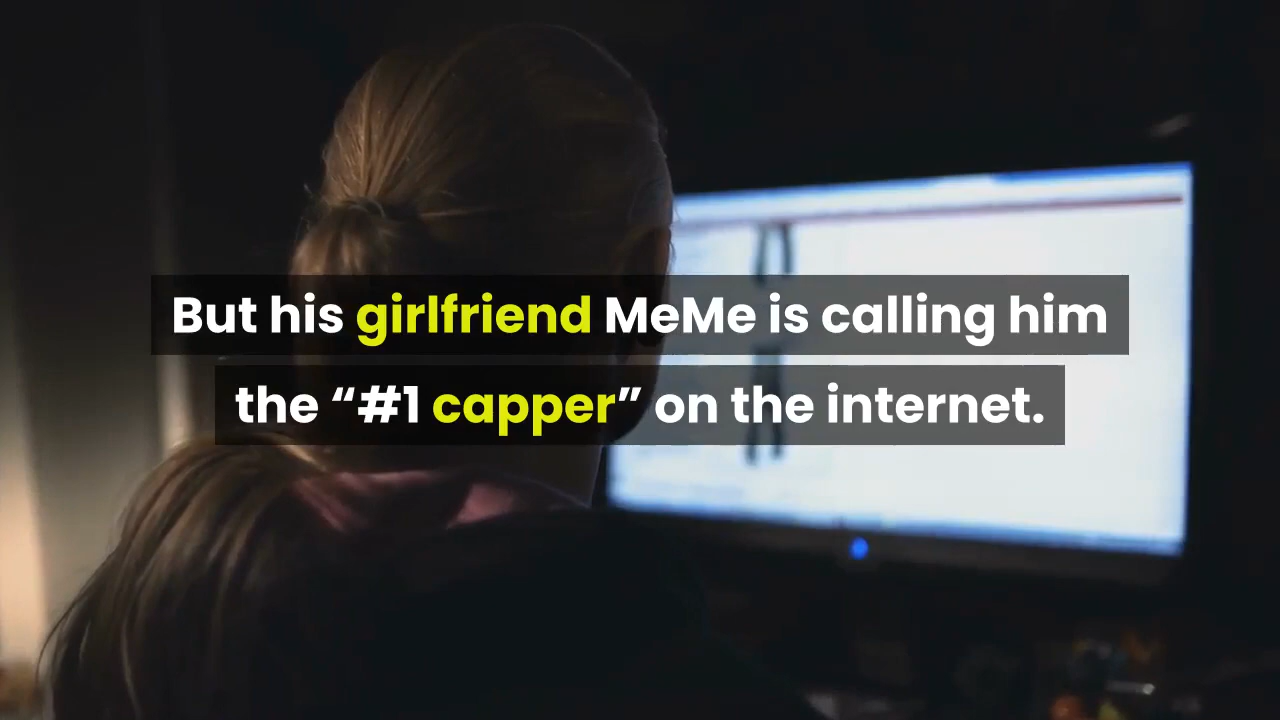 But his girlfriend MeMe is calling him
the “#1 capper” on the internet.